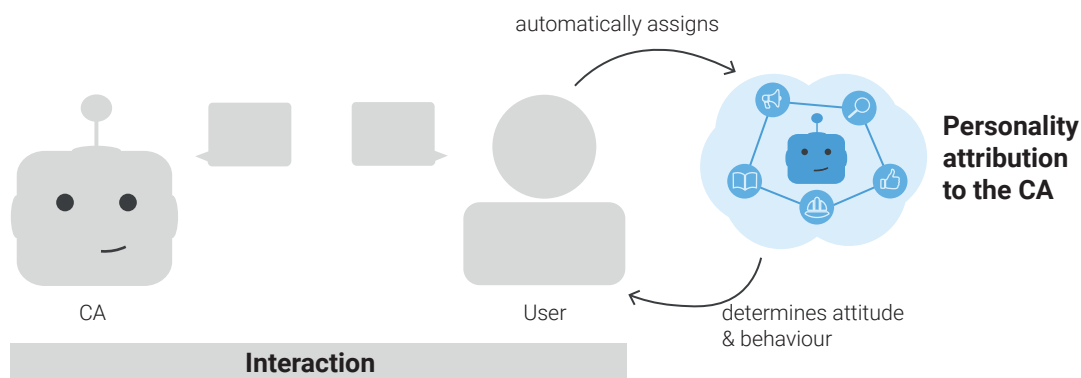 automatically assigns
Personality
attribution
to the CA
CA
User
determines attitude
& behaviour
Interaction